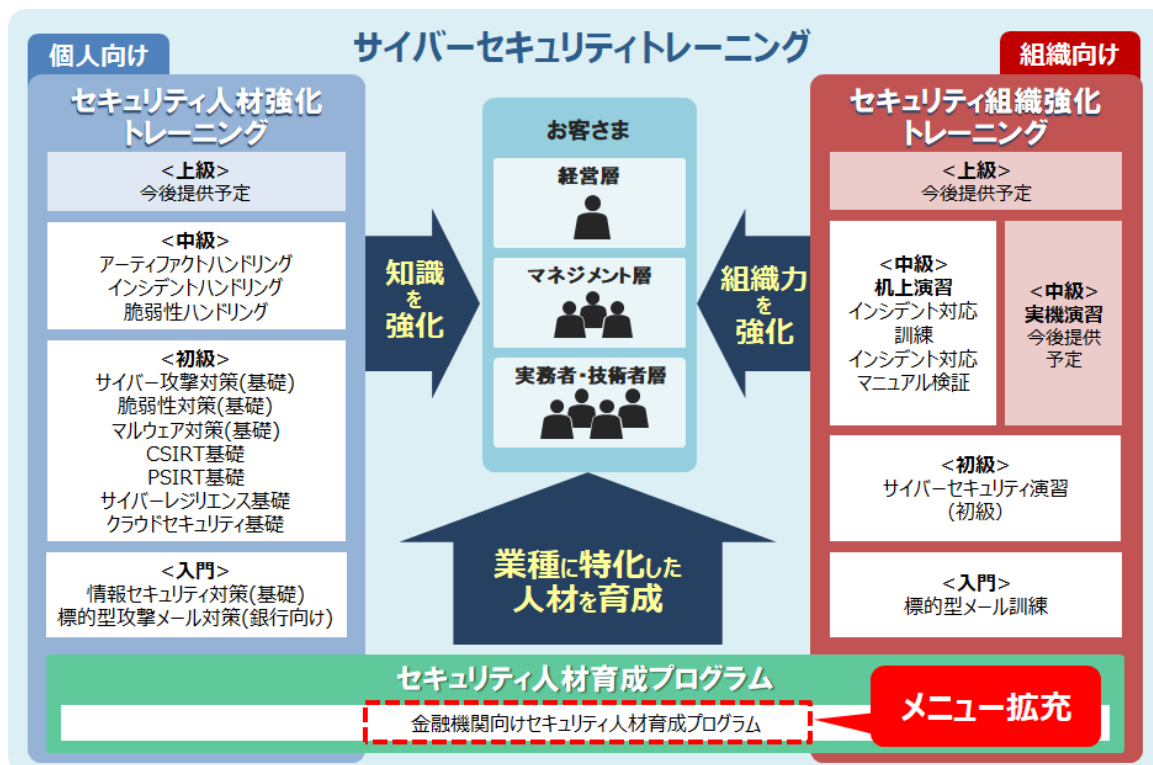 サイバーセキュリティトレーニング
個人向け
セキュリティ人材強化
トレーニング
<上級>
今後提供予定
<中級>
アーティファクトハンドリング
インシデントハンドリング
脆弱性ハンドリング
<初級>
サイバー攻撃対策(基礎)
脆弱性対策(基礎)
マルウェア対策(基礎)
CSIRT基礎
PSIRT基礎
サイバーレジリエンス基礎
クラウドセキュリティ基礎
<入門>
情報セキュリティ対策(基礎)
標的型攻撃メール対策(銀行向け)
知識
を
強化
お客さま
経営層
マネジメント層
実務者・技術者層
組織力
を
強化
業種に特化した
人材を育成
組織向け
セキュリティ組織強化
トレーニング
<上級>
今後提供予定
<中級>
机上演習
インシデント対応
訓練
インシデント対応
マニュアル検証
<中級>
実機演習
今後提供
予定
<初級>
サイバーセキュリティ演習
(初級)
<入門>
標的型メール訓練
セキュリティ人材育成プログラム
金融機関向けセキュリティ人材育成プログラム
メニュー拡充